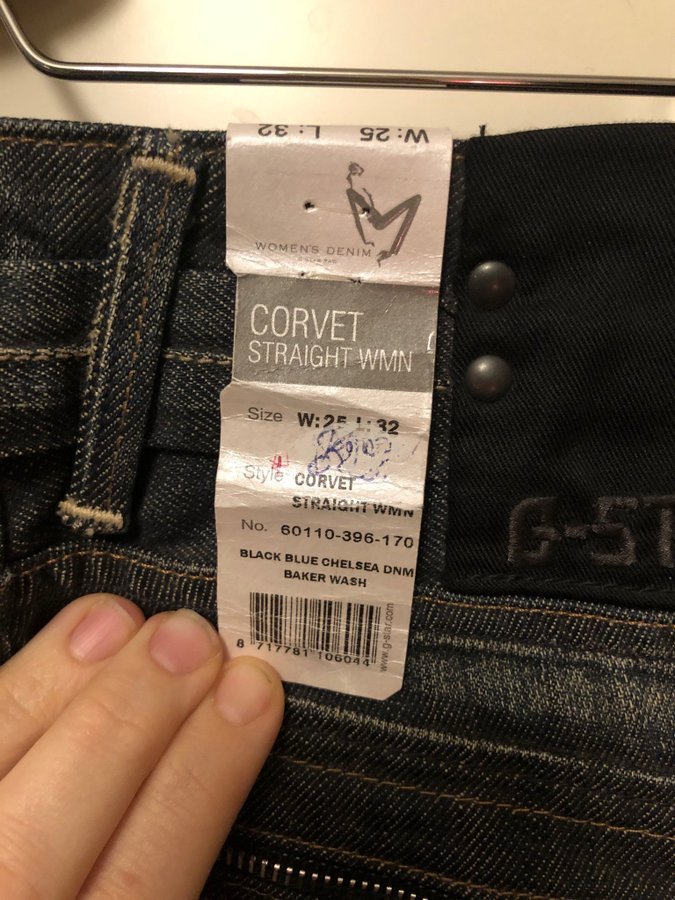 W:25 L:32
WOMEN'S DENIM
CORVET
STRAIGHT WMN
Size W:25 L:32
Style CORVET
STRAIGHT WMN
No. 60110-396-170
BLACK BLUE CHELSEA DNM
BAKER WASH
8 717781 106044
www.g-star.com
G-ST